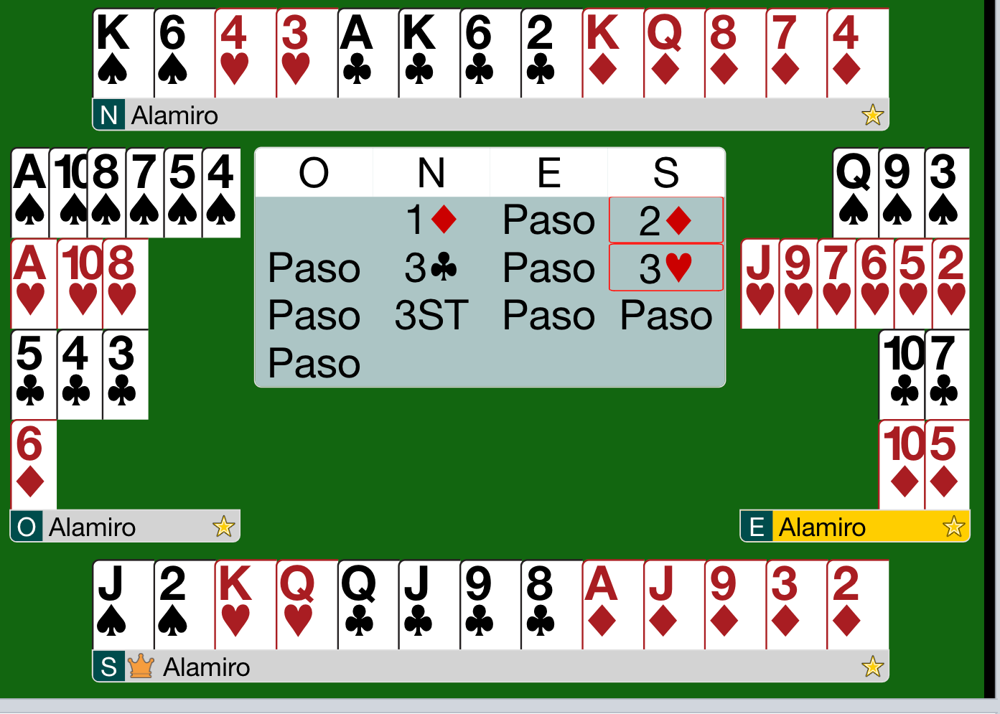 K♠ 6♠ 4♥ 3♥ A♣ K♣ 6♣ 2♣ K♦ Q♦ 8♦ 7♦ 4♦
N Alamiro
A♠ 10♠ 8♠ 7♠ 5♠ 4♠
A♥ 10♥ 8♥
5♣ 4♣ 3♣
6♦
O Alamiro
O N E S
1♦ Paso 2♦
Paso 3♣ Paso 3♥
Paso 3ST Paso Paso
Paso
Q♠ 9♠ 3♠
J♥ 9♥ 7♥ 6♥ 5♥ 2♥
10♣ 7♣
10♦ 5♦
E Alamiro
J♠ 2♠ K♥ Q♥ Q♣ J♣ 9♣ 8♣ A♦ J♦ 9♦ 3♦ 2♦
S Alamiro